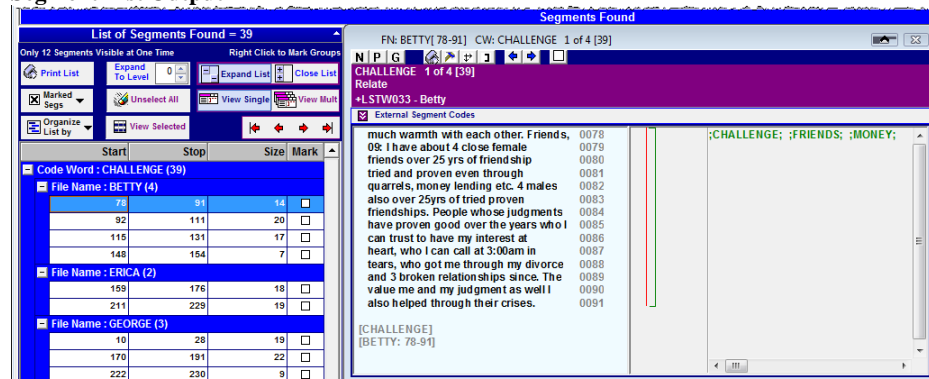 Segments Found
List of Segments Found = 39
Only 12 Segments Visible at One Time Right Click to Mark Groups
Print List Expand To Level 0 Expand List Close List
Marked Segs Unselect All View Single View Mult
Organize List by View Selected
Start Stop Size Mark
Code Word : CHALLENGE (39)
File Name : BETTY (4)
78 91 14
92 111 20
115 131 17
148 154 7
File Name : ERICA (2)
159 176 18
211 229 19
File Name : GEORGE (3)
10 28 19
170 191 22
222 230 9
FN: BETTY[ 78-91] CW: CHALLENGE 1 of 4 [39]
N P G
CHALLENGE 1 of 4 [39]
Relate
+LSTW033 - Betty
External Segment Codes
much warmth with each other. Friends, 0078 ;CHALLENGE; ;FRIENDS; ;MONEY;
09: I have about 4 close female 0079
friends over 25 yrs of friendship 0080
tried and proven even through 0081
quarrels, money lending etc. 4 males 0082
also over 25yrs of tried proven 0083
friendships. People whose judgments 0084
have proven good over the years who I 0085
can trust to have my interest at 0086
heart, who I can call at 3:00am in 0087
tears, who got me through my divorce 0088
and 3 broken relationships since. The 0089
value me and my judgment as well I 0090
also helped through their crises. 0091
[CHALLENGE]
[BETTY: 78-91]